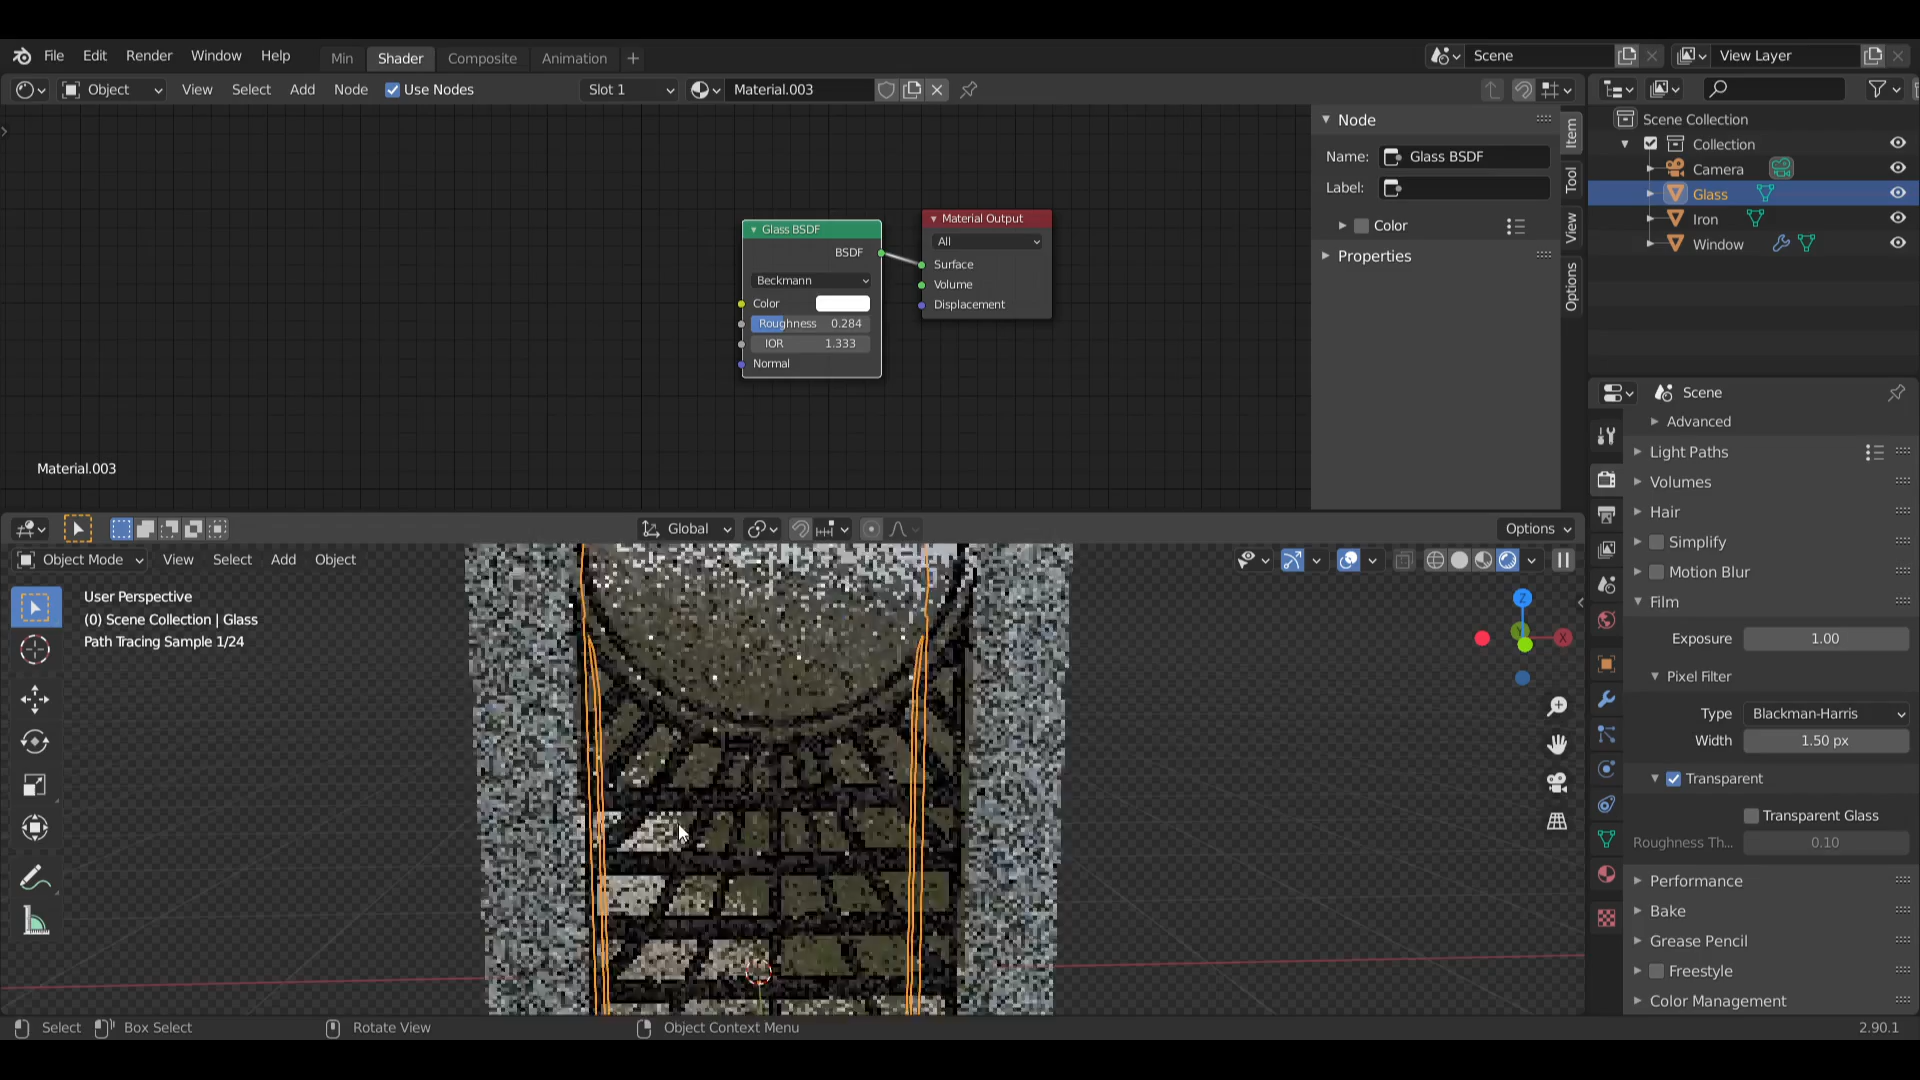 File Edit Render Window Help Min Shader Composite Animation + Scene View Layer
Object View Select Add Node Use Nodes Slot 1 Material.003
Node
Name: Glass BSDF
Label:
Color
Properties
Item
Tool
View
Options
Glass BSDF
BSDF
Beckmann
Color
Roughness 0.284
IOR 1.333
Normal
Material Output
All
Surface
Volume
Displacement
Material.003
Scene Collection
Collection
Camera
Glass
Iron
Window
Global Options
Object Mode View Select Add Object
User Perspective
(0) Scene Collection | Glass
Path Tracing Sample 1/24
Z
X
Scene
Advanced
Light Paths
Volumes
Hair
Simplify
Motion Blur
Film
Exposure 1.00
Pixel Filter
Type Blackman-Harris
Width 1.50 px
Transparent
Transparent Glass
Roughness Th... 0.10
Performance
Bake
Grease Pencil
Freestyle
Color Management
Select Box Select Rotate View Object Context Menu 2.90.1